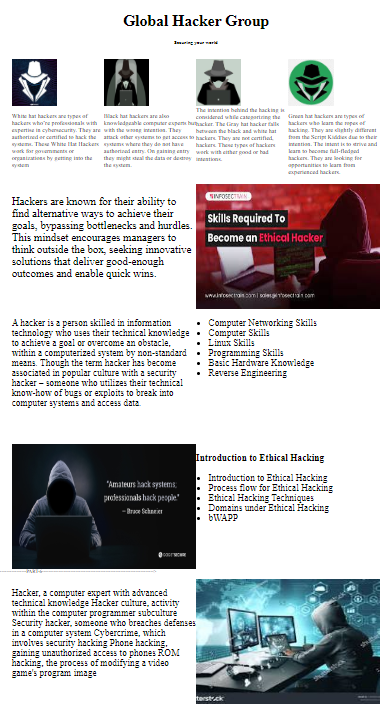 Global Hacker Group
Securing your world
White hat hackers are types of
hackers who're professionals with
expertise in cybersecurity. They are
authorized or certified to hack the
systems. These White Hat Hackers
work for governments or
organizations by getting into the
system
Black hat hackers are also
knowledgeable computer experts but
with the wrong intention. They
attack other systems to get access to
systems where they do not have
authorized entry. On gaining entry
they might steal the data or destroy
the system.
The intention behind the hacking is
considered while categorizing the
hacker. The Gray hat hacker falls
between the black and white hat
hackers. They are not certified,
hackers. These types of hackers
work with either good or bad
intentions.
Green hat hackers are types of
hackers who learn the ropes of
hacking. They are slightly different
from the Script Kiddies due to their
intention. The intent is to strive and
learn to become full-fledged
hackers. They are looking for
opportunities to learn from
experienced hackers.
Hackers are known for their ability to
find alternative ways to achieve their
goals, bypassing bottlenecks and hurdles.
This mindset encourages managers to
think outside the box, seeking innovative
solutions that deliver good-enough
outcomes and enable quick wins.
INFOSECTRAIN
Skills Required To
Become an Ethical Hacker
www.infosectrain.com | sales@infosectrain.com
A hacker is a person skilled in information
technology who uses their technical knowledge
to achieve a goal or overcome an obstacle,
within a computerized system by non-standard
means. Though the term hacker has become
associated in popular culture with a security
hacker – someone who utilizes their technical
know-how of bugs or exploits to break into
computer systems and access data.
• Computer Networking Skills
• Computer Skills
• Linux Skills
• Programming Skills
• Basic Hardware Knowledge
• Reverse Engineering
"Amateurs hack systems,
professionals hack people."
— Bruce Schneier
Introduction to Ethical Hacking
• Introduction to Ethical Hacking
• Process flow for Ethical Hacking
• Ethical Hacking Techniques
• Domains under Ethical Hacking
• bWAPP
PART-1
Hacker, a computer expert with advanced
technical knowledge Hacker culture, activity
within the computer programmer subculture
Security hacker, someone who breaches defenses
in a computer system Cybercrime, which
involves security hacking Phone hacking,
gaining unauthorized access to phones ROM
hacking, the process of modifying a video
game's program image